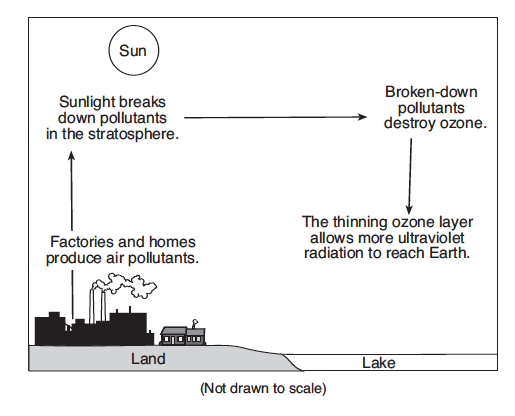 Sun
Sunlight breaks
down pollutants
in the stratosphere.
Broken-down
pollutants
destroy ozone.
The thinning ozone layer
allows more ultraviolet
radiation to reach Earth.
Factories and homes
produce air pollutants.
Land
Lake
(Not drawn to scale)